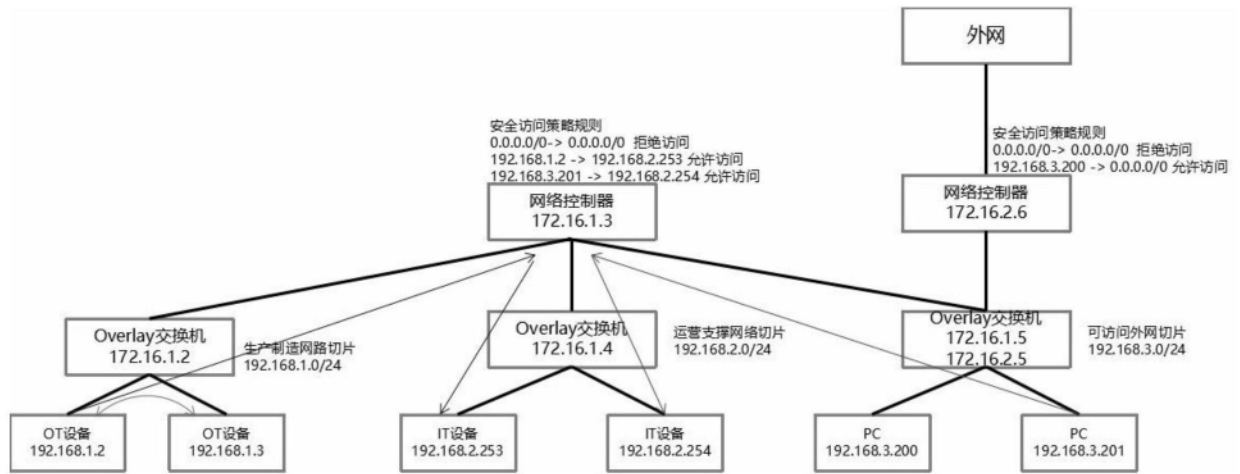 外网
安全访问策略规则
0.0.0.0/0-> 0.0.0.0/0 拒绝访问
192.168.1.2 -> 192.168.2.253 允许访问
192.168.3.201 -> 192.168.2.254 允许访问
安全访问策略规则
0.0.0.0/0-> 0.0.0.0/0 拒绝访问
192.168.3.200 -> 0.0.0.0/0 允许访问
网络控制器
172.16.1.3
网络控制器
172.16.2.6
Overlay交换机
172.16.1.2
生产制造网路切片
192.168.1.0/24
Overlay交换机
172.16.1.4
运营支撑网络切片
192.168.2.0/24
Overlay交换机
172.16.1.5
172.16.2.5
可访问外网切片
192.168.3.0/24
OT设备
192.168.1.2
OT设备
192.168.1.3
IT设备
192.168.2.253
IT设备
192.168.2.254
PC
192.168.3.200
PC
192.168.3.201